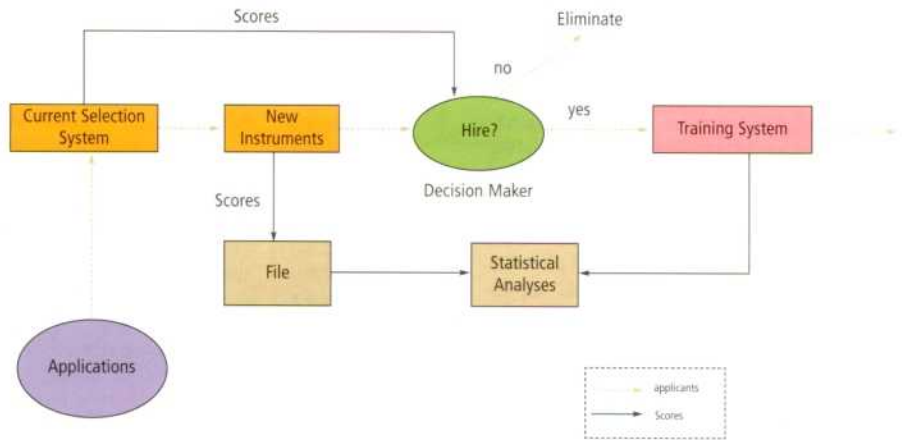 Scores
Eliminate
no
Current Selection
System
New
Instruments
Hire?
yes
Training System
Decision Maker
Scores
File
Statistical
Analyses
Applications
applicants
Scores